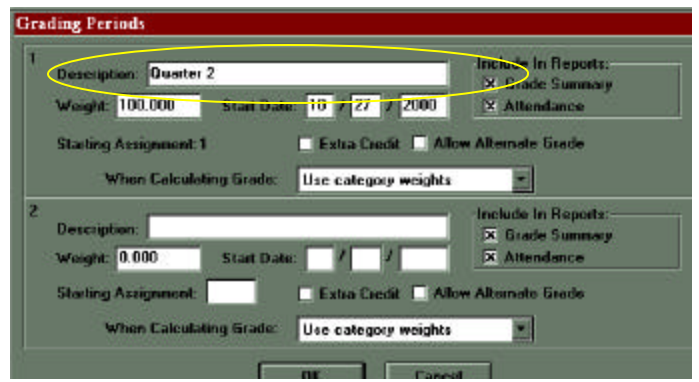 Grading Periods
1
Description: Quarter 2
Include In Reports:
Grade Summary
Weight: 100.000 Start Date: 10 / 27 / 2000
Attendance
Starting Assignment: 1 Extra Credit Allow Alternate Grade
When Calculating Grade: Use category weights
2
Include In Reports:
Description:
Grade Summary
Weight: 0.000 Start Date: / /
Attendance
Starting Assignment: Extra Credit Allow Alternate Grade
When Calculating Grade: Use category weights
OK Cancel